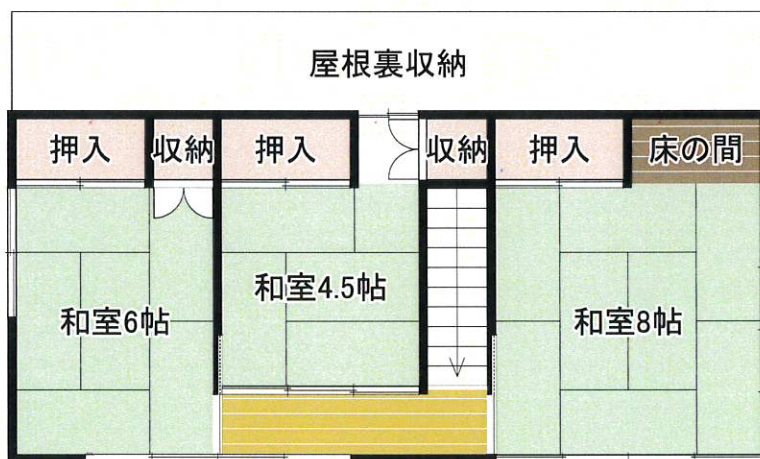 屋根裏収納
押入
収納
押入
収納
押入
床の間
和室6帖
和室4.5帖
和室8帖